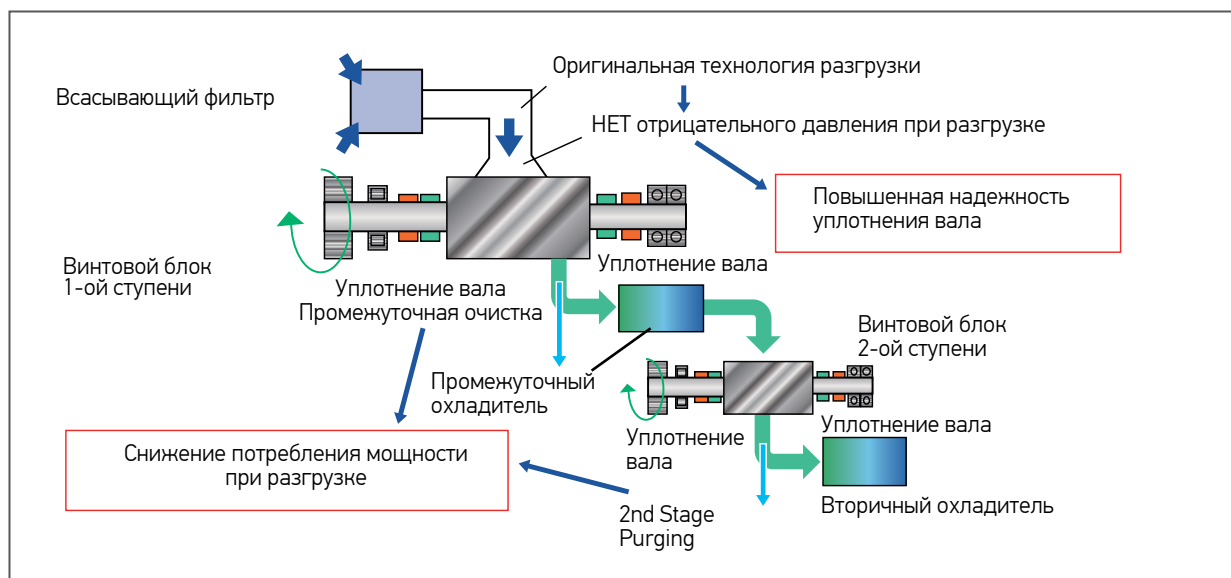 Оригинальная технология разгрузки
Всасывающий фильтр
НЕТ отрицательного давления при разгрузке
Повышенная надежность
уплотнения вала
Винтовой блок
1-ой ступени
Уплотнение вала
Уплотнение вала
Промежуточная очистка
Винтовой блок
2-ой ступени
Промежуточный
охладитель
Уплотнение
вала
Уплотнение вала
Снижение потребления мощности
при разгрузке
Вторичный охладитель
2nd Stage
Purging